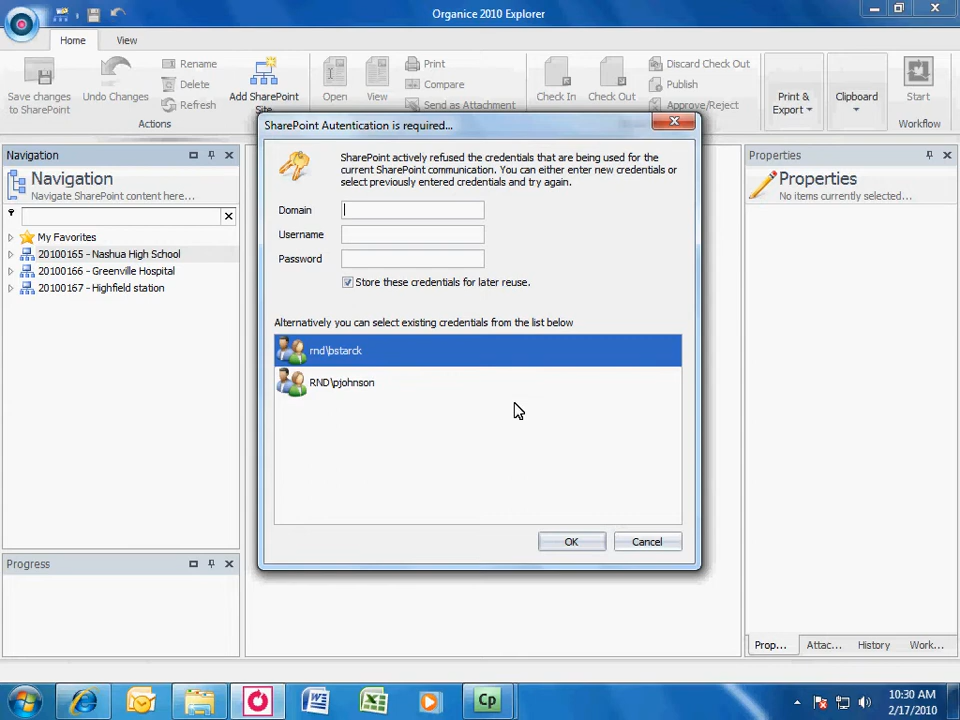 Organice 2010 Explorer
Home
View
Save changes to SharePoint
Undo Changes
Rename
Delete
Refresh
Actions
Add SharePoint Site
Open
View
Print
Compare
Send as Attachment
Check In
Check Out
Discard Check Out
Publish
Approve/Reject
Print & Export
Clipboard
Start
Workflow
Navigation
Navigation
Navigate SharePoint content here...
My Favorites
20100165 - Nashua High School
20100166 - Greenville Hospital
20100167 - Highfield station
Progress
SharePoint Autentication is required...
SharePoint actively refused the credentials that are being used for the
current SharePoint communication. You can either enter new credentials or
select previously entered credentials and try again.
Domain
Username
Password
Store these credentials for later reuse.
Alternatively you can select existing credentials from the list below
rnd\bstarck
RND\pjohnson
OK
Cancel
Properties
Properties
No items currently selected...
Prop...
Attac...
History
Work...
Cp
10:30 AM
2/17/2010